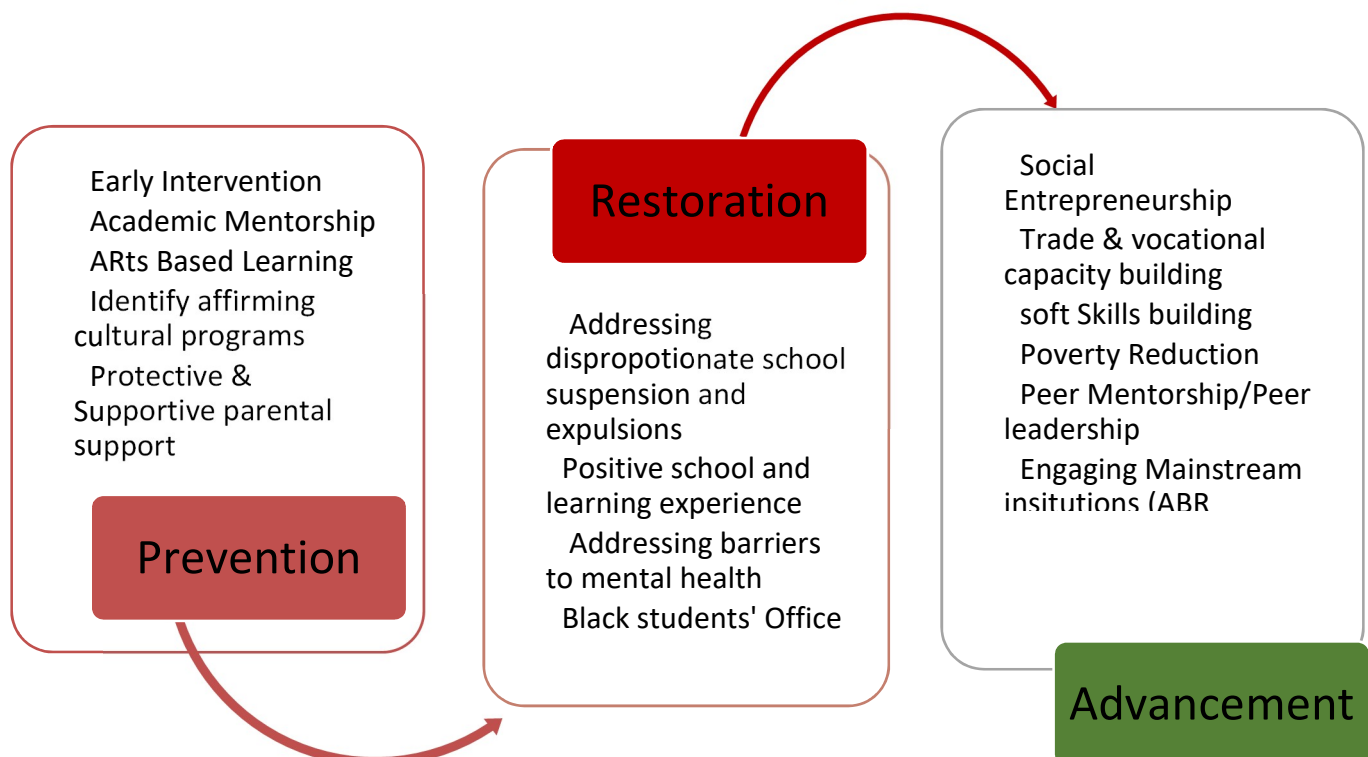 Early Intervention
Academic Mentorship
ARts Based Learning
Identify affirming
cultural programs
Protective &
Supportive parental
support
Prevention
Restoration
Addressing
dispropotionate school
suspension and
expulsions
Positive school and
learning experience
Addressing barriers
to mental health
Black students' Office
Social
Entrepreneurship
Trade & vocational
capacity building
soft Skills building
Poverty Reduction
Peer Mentorship/Peer
leadership
Engaging Mainstream
insitutions (ABR
Advancement